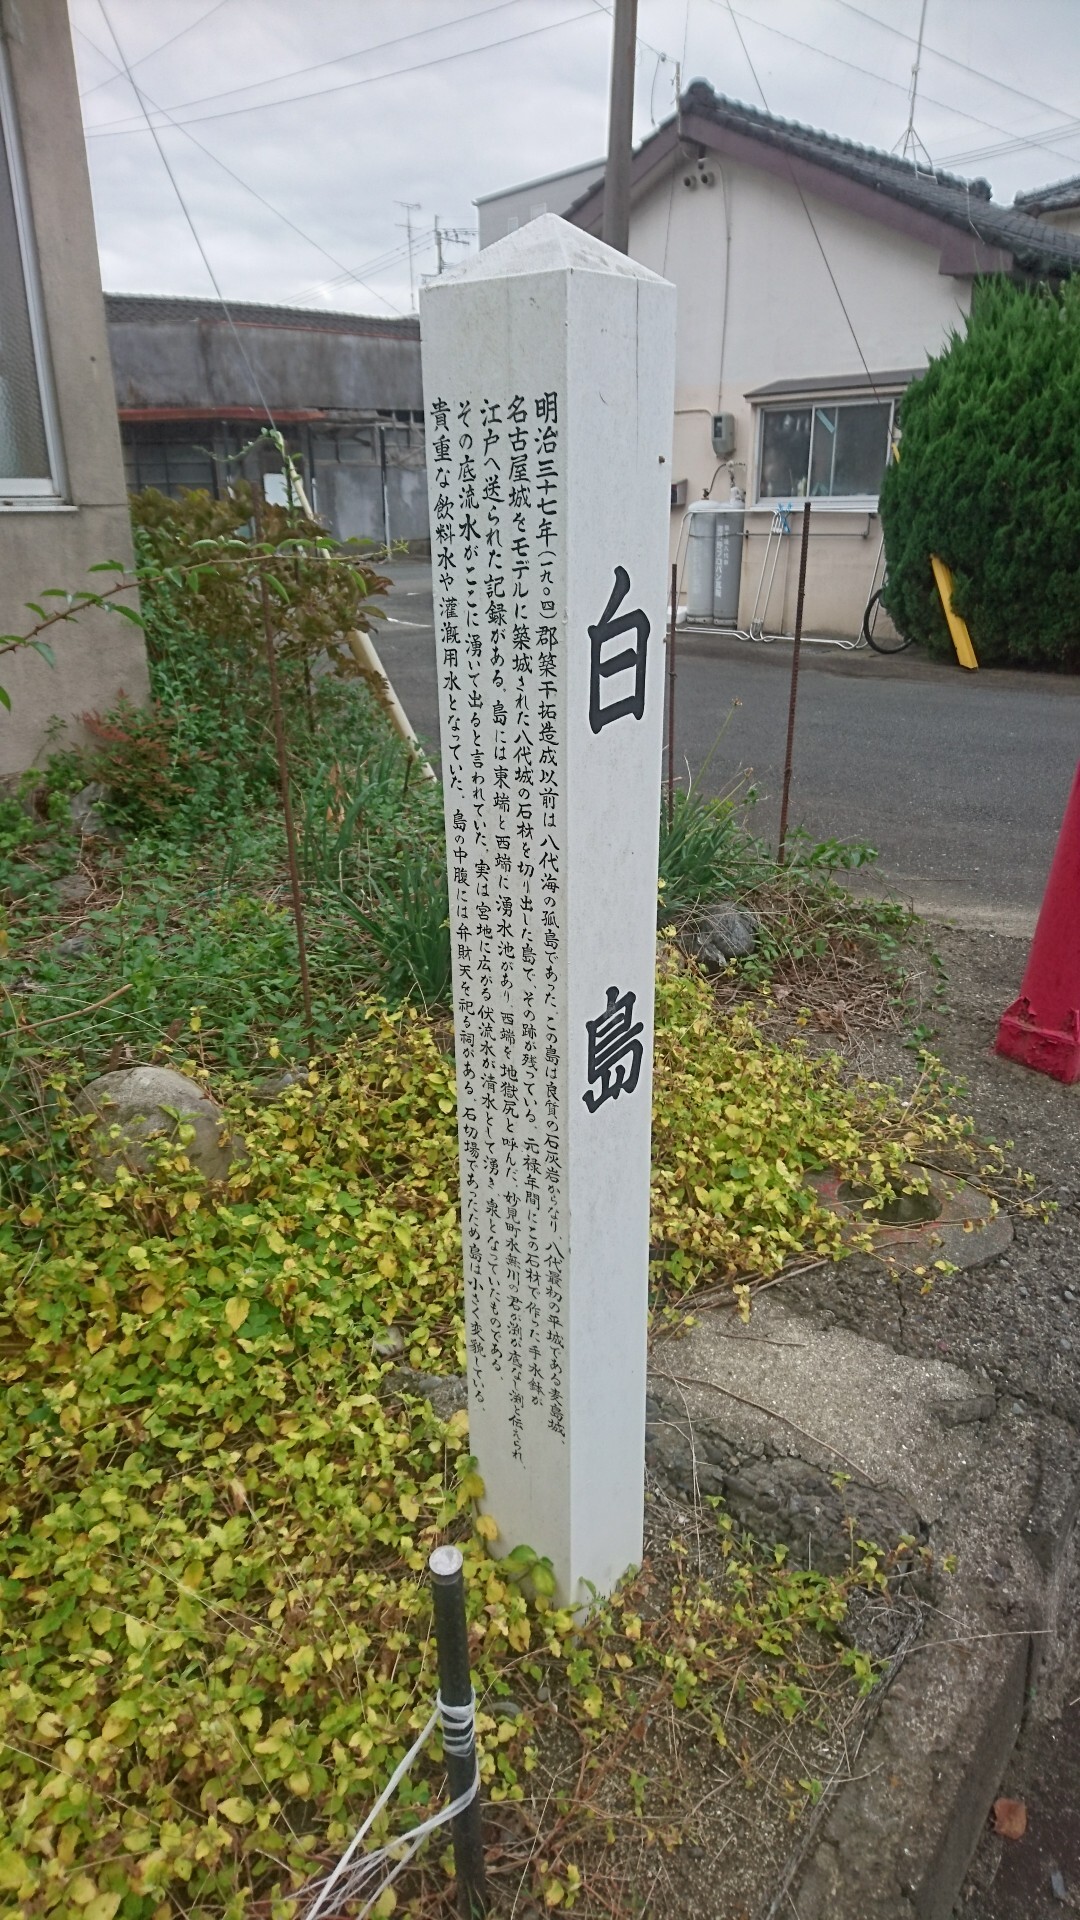 白島
明治三十七年(一九〇四)郡築干拓造成以前は八代海の孤島であった。この島は良質の石灰岩からなり、八代最初の平城である麦島城、
名古屋城をモデルに築城された八代城の石材を切り出した島で、その跡が残っている。元禄年間にこの石材で作られた手水鉢が
江戸へ送られた記録がある。島には東端と西端に湧水池があり、西端を地獄尻と呼んだ。妙見町水無川の君が渕が底なし渕と伝えられ、
その底流水がここに湧いて出ると言われていた。実は宮地に広がる伏流水が清水として湧き、泉となっていたものである。
貴重な飲料水や灌漑用水となっていた。島の中腹には弁財天を祀る祠がある。石切場であったため島は小さく変貌している。